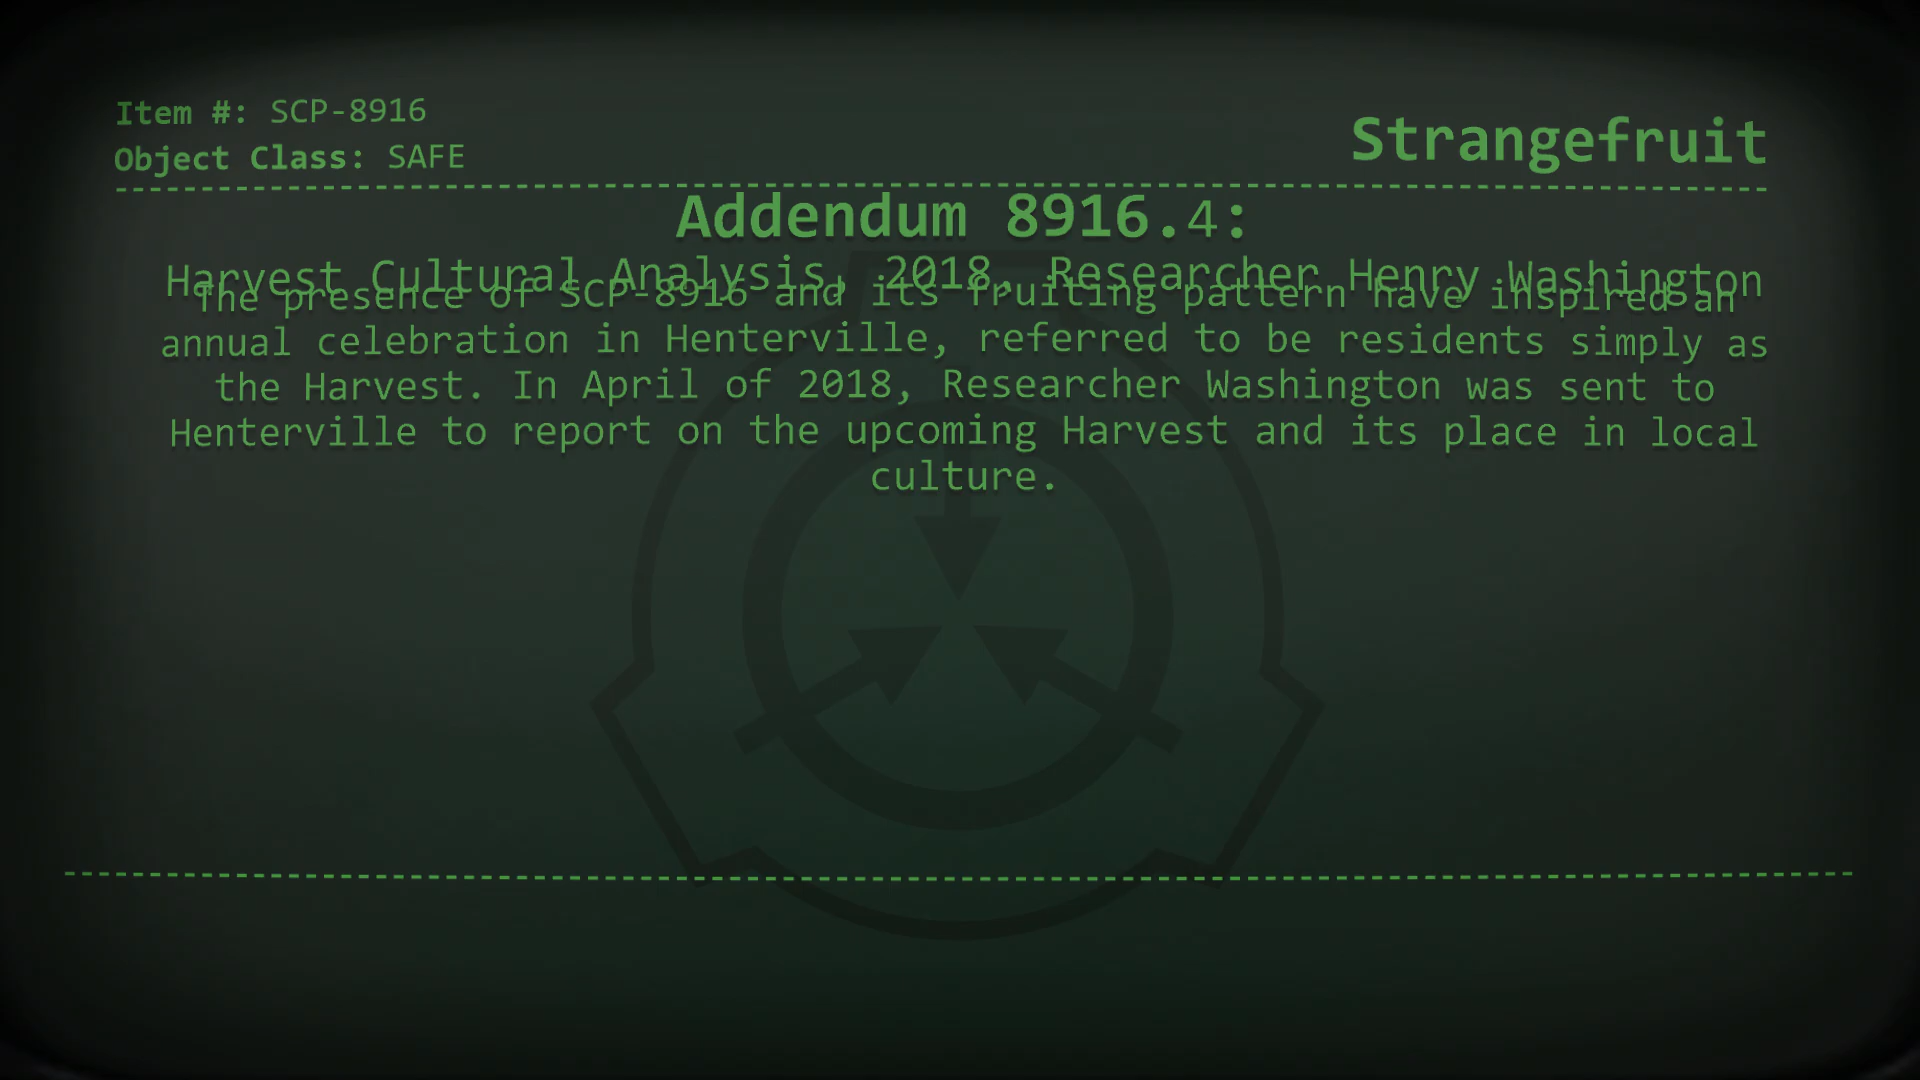 Item #: SCP-8916
Object Class: SAFE
Strangefruit
Addendum 8916.4:
Harvest Cultural Analysis, 2018, Researcher Henry Washington
The presence of SCP-8916 and its fruiting pattern have inspired an
annual celebration in Henterville, referred to be residents simply as
the Harvest. In April of 2018, Researcher Washington was sent to
Henterville to report on the upcoming Harvest and its place in local
culture.